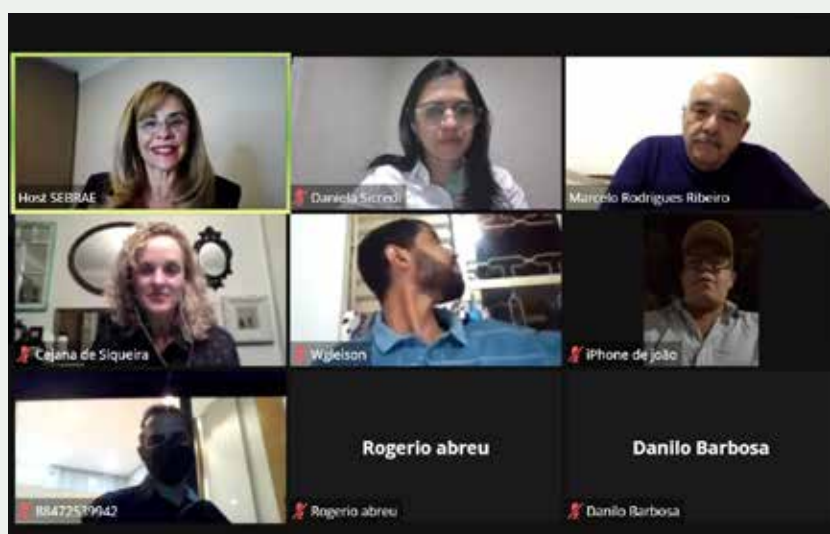 Host SEBRAE
Daniela Sicredi
Marcelo Rodrigues Ribeiro
Cejana de Siqueira
Wgleison
iPhone de joão
88472539942
Rogerio abreu
Rogerio abreu
Danilo Barbosa
Danilo Barbosa